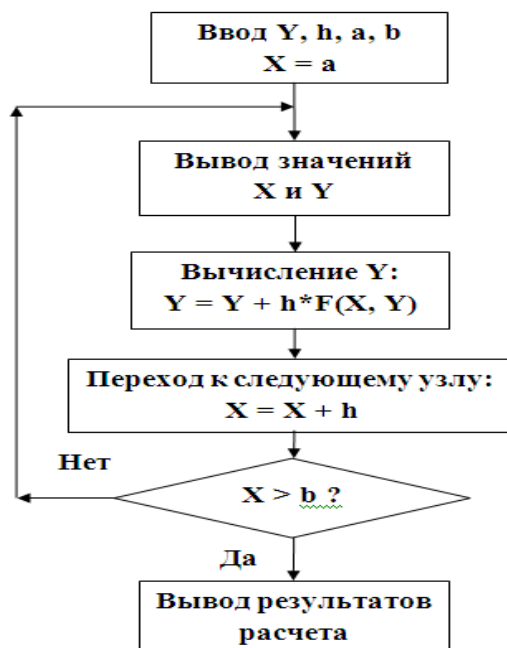 Ввод Y, h, a, b
X = a
Вывод значений
X и Y
Вычисление Y:
Y = Y + h*F(X, Y)
Переход к следующему узлу:
X = X + h
Нет
X > b ?
Да
Вывод результатов
расчета